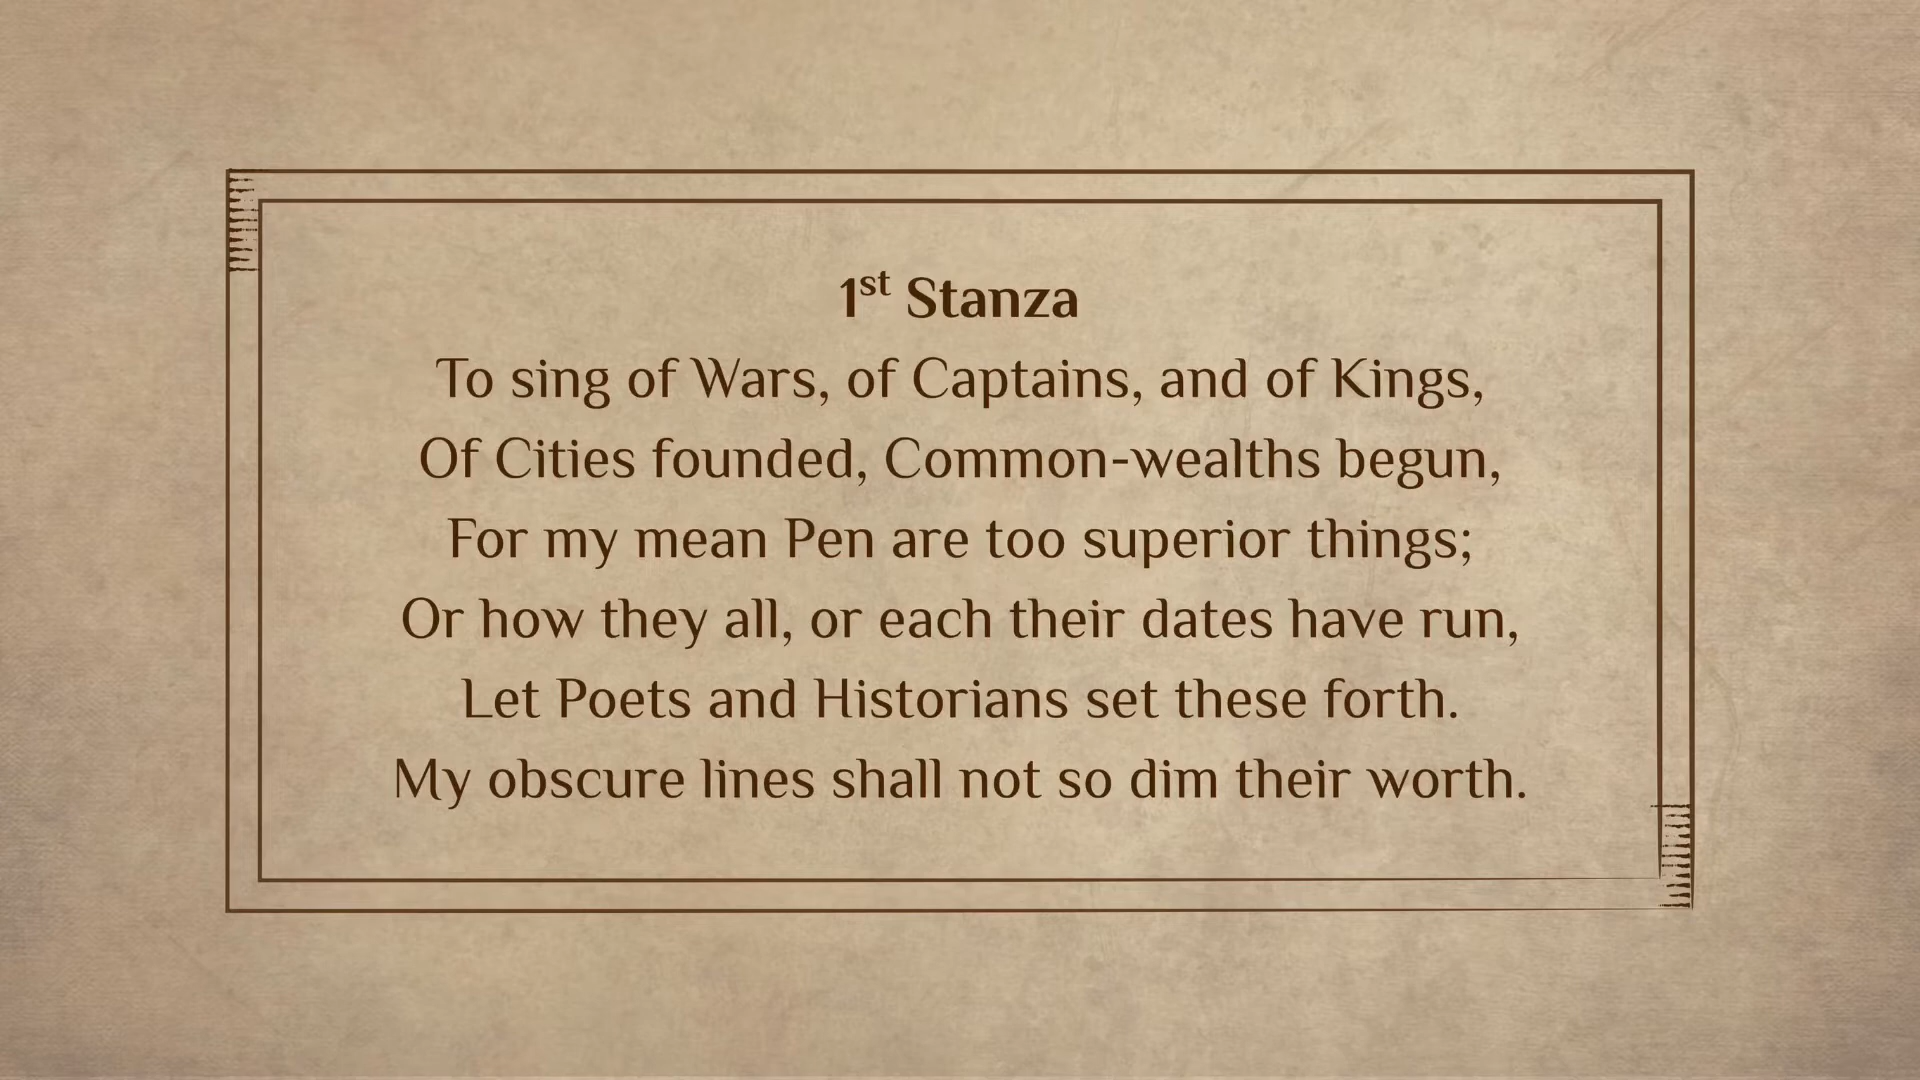 1st Stanza
To sing of Wars, of Captains, and of Kings,
Of Cities founded, Common-wealths begun,
For my mean Pen are too superior things;
Or how they all, or each their dates have run,
Let Poets and Historians set these forth.
My obscure lines shall not so dim their worth.